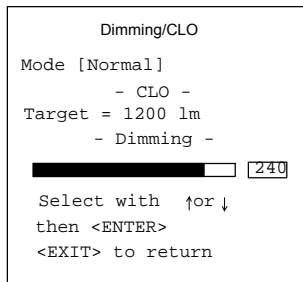 Dimming/CLO
Mode [Normal]
- CLO -
Target = 1200 lm
- Dimming -
240
Select with ↑or↓
then <ENTER>
<EXIT> to return